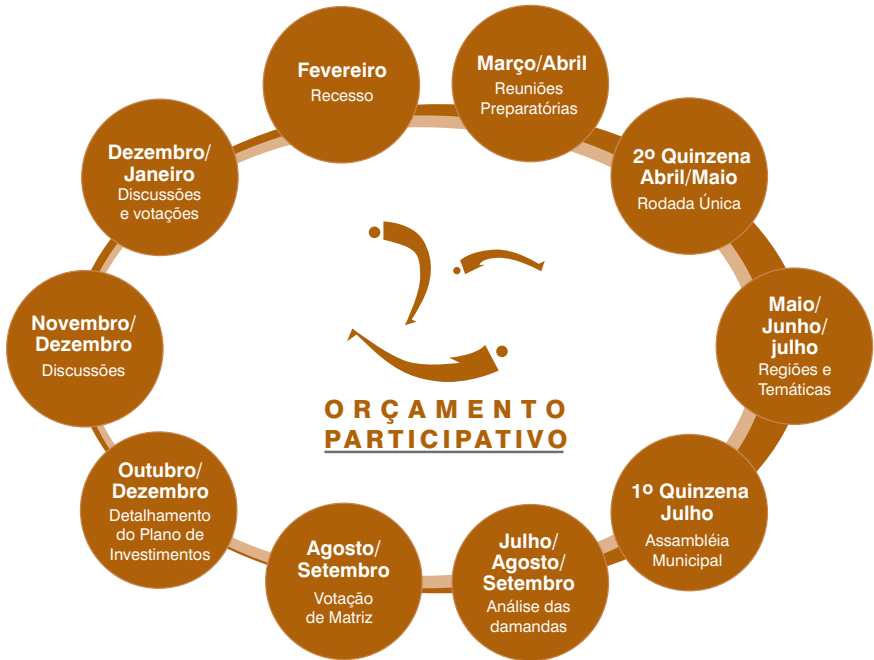 Fevereiro
Recesso
Março/Abril
Reuniões
Preparatórias
2º Quinzena
Abril/Maio
Rodada Única
Maio/
Junho/
julho
Regiões e
Temáticas
1º Quinzena
Julho
Assambléia
Municipal
Julho/
Agosto/
Setembro
Análise das
damandas
Agosto/
Setembro
Votação
de Matriz
Outubro/
Dezembro
Detalhamento
do Plano de
Investimentos
Novembro/
Dezembro
Discussões
Dezembro/
Janeiro
Discussões
e votações
ORÇAMENTO
PARTICIPATIVO